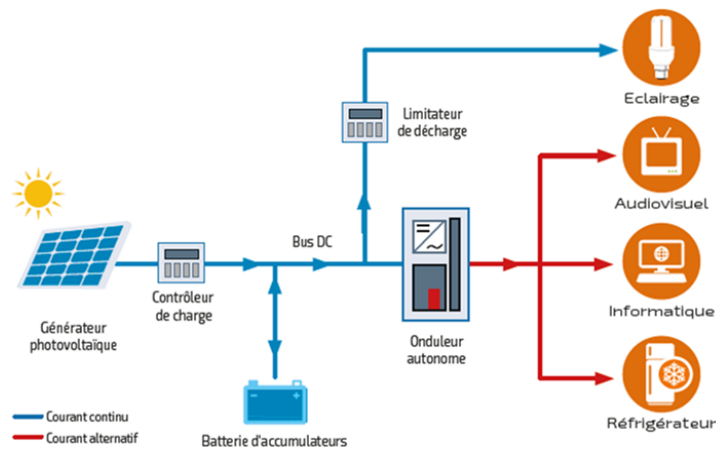 Eclairage
Limitateur
de décharge
Audiovisuel
Bus DC
Contrôleur
de charge
Informatique
Générateur
photovoltaïque
Onduleur
autonome
Courant continu
Courant alternatif
Batterie d'accumulateurs
Réfrigérateur